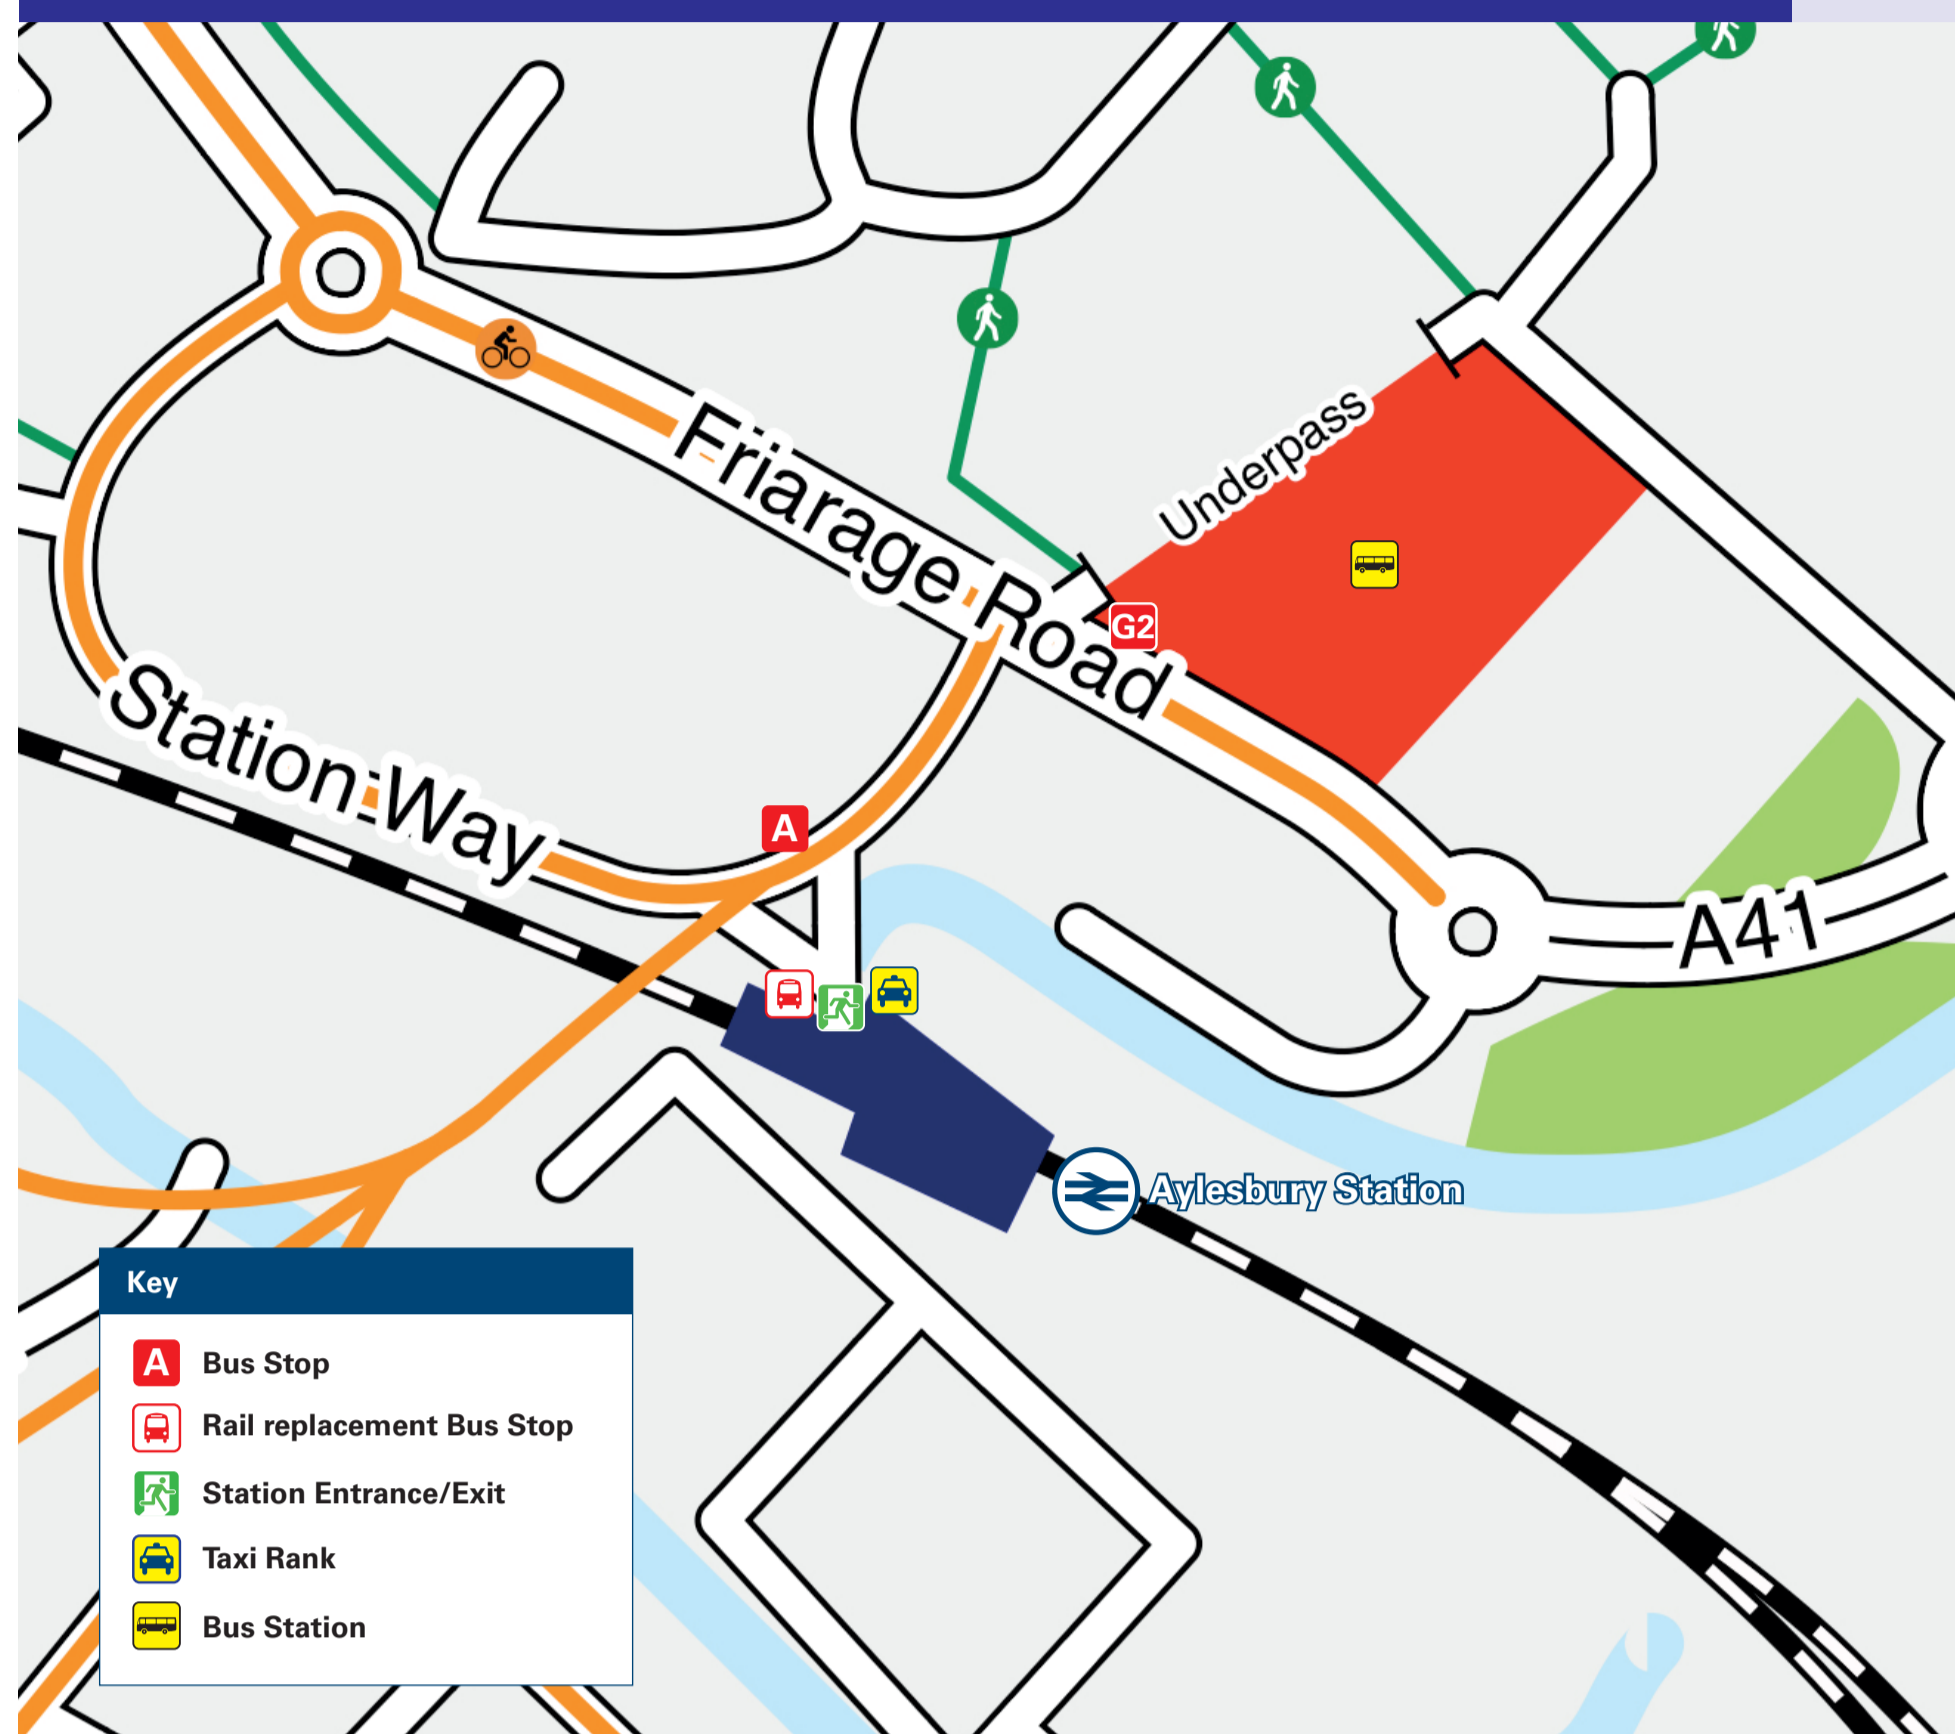 Underpass
Friarage Road
G2
Station Way
A
A41
Aylesbury Station
Key
A Bus Stop
Rail replacement Bus Stop
Station Entrance/Exit
Taxi Rank
Bus Station